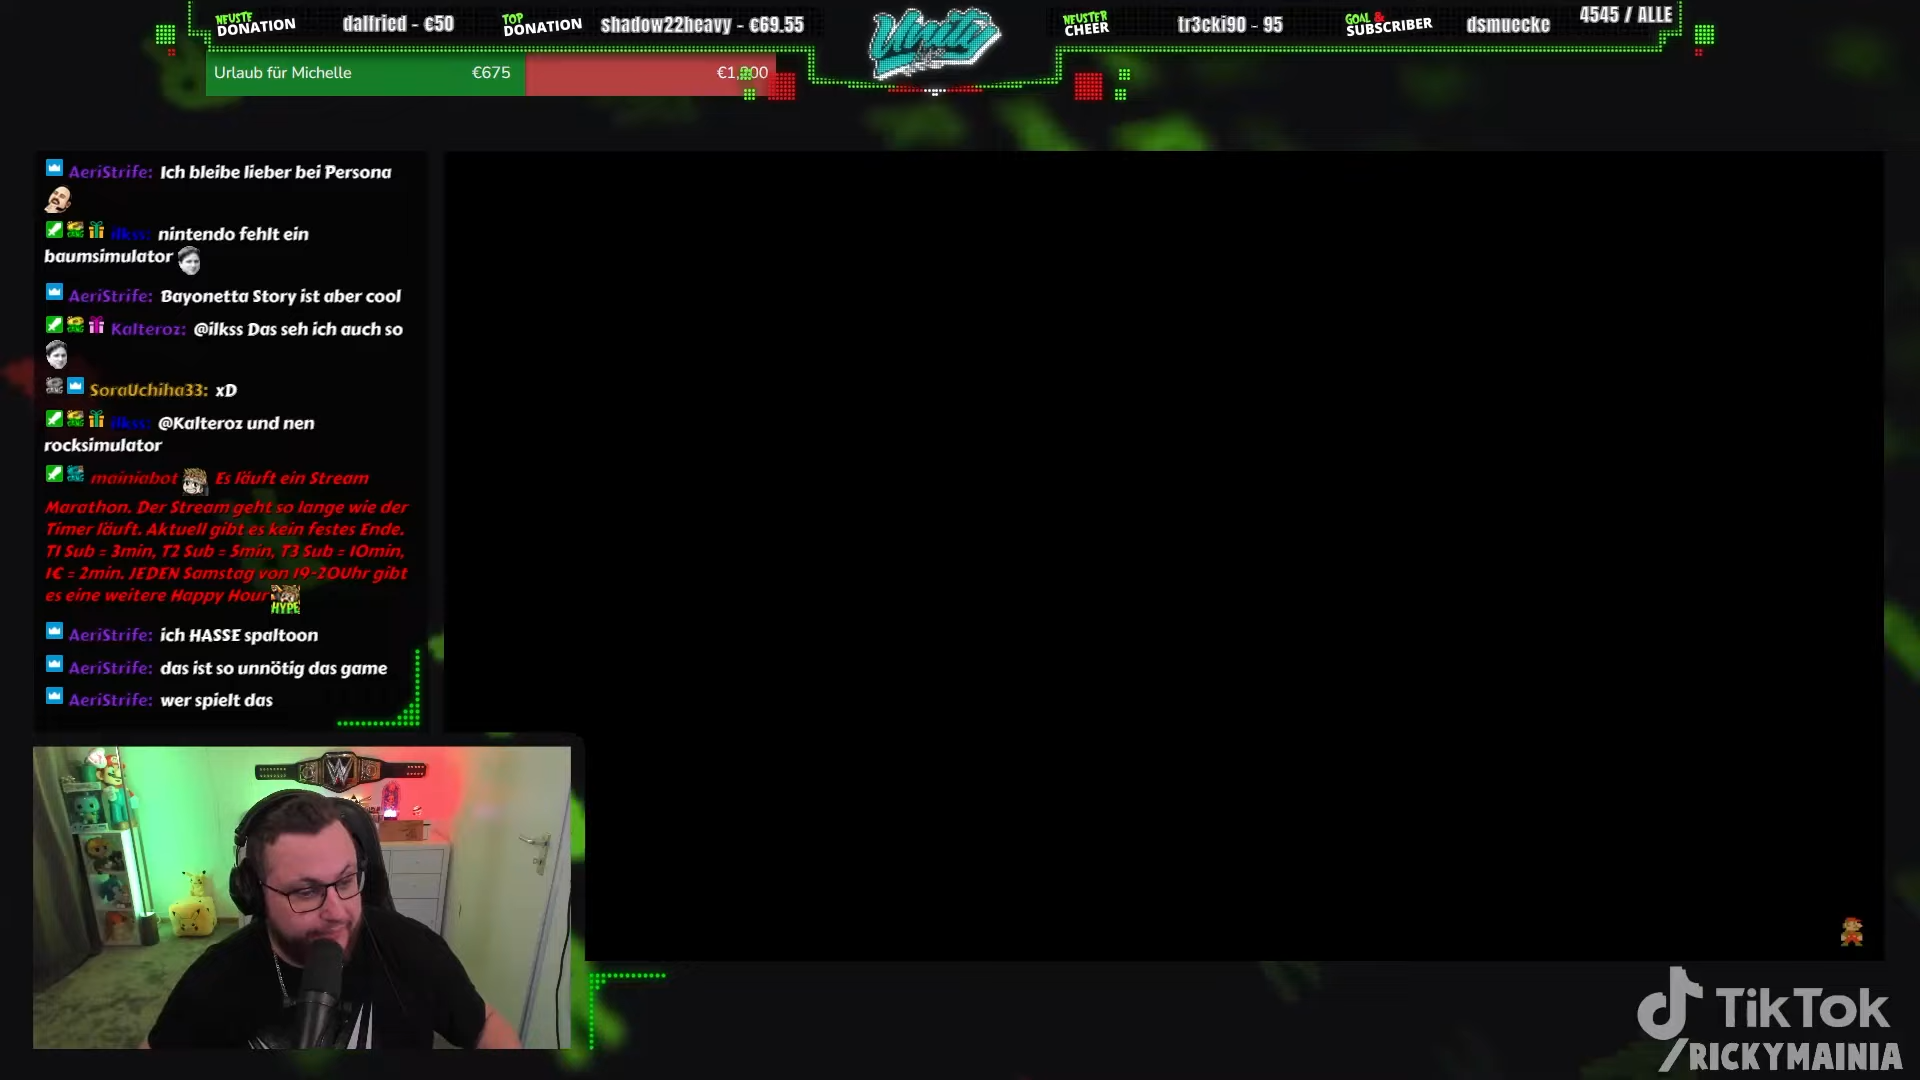 NEUSTE DONATION
dalfried - €50
TOP DONATION
shadow22heavy - €69.55
NEUSTER CHEER
tr3cki90 - 95
GOAL & SUBSCRIBER
dsmuecke
4545 / ALLE
Urlaub für Michelle €675
AeriStrife: Ich bleibe lieber bei Persona
ilkss: nintendo fehlt ein
baumsimulator
AeriStrife: Bayonetta Story ist aber cool
Kalteroz: @ilkss Das seh ich auch so
SoraUchiha33: xD
ilkss: @Kalteroz und nen
rocksimulator
mainiabot Es läuft ein Stream
Marathon. Der Stream geht so lange wie der
Timer läuft. Aktuell gibt es kein festes Ende.
T1 Sub = 3min, T2 Sub = 5min, T3 Sub = 10min,
1€ = 2min. JEDEN Samstag von 19-20Uhr gibt
es eine weitere Happy Hour
HYPE
AeriStrife: ich HASSE spaltoon
AeriStrife: das ist so unnötig das game
AeriStrife: wer spielt das
TikTok
/RICKYMAINIA